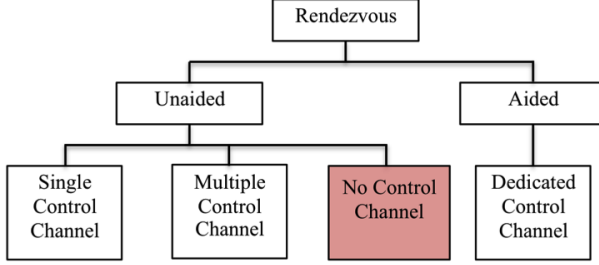 Rendezvous
Unaided
Aided
Single
Control
Channel
Multiple
Control
Channel
No Control
Channel
Dedicated
Control
Channel